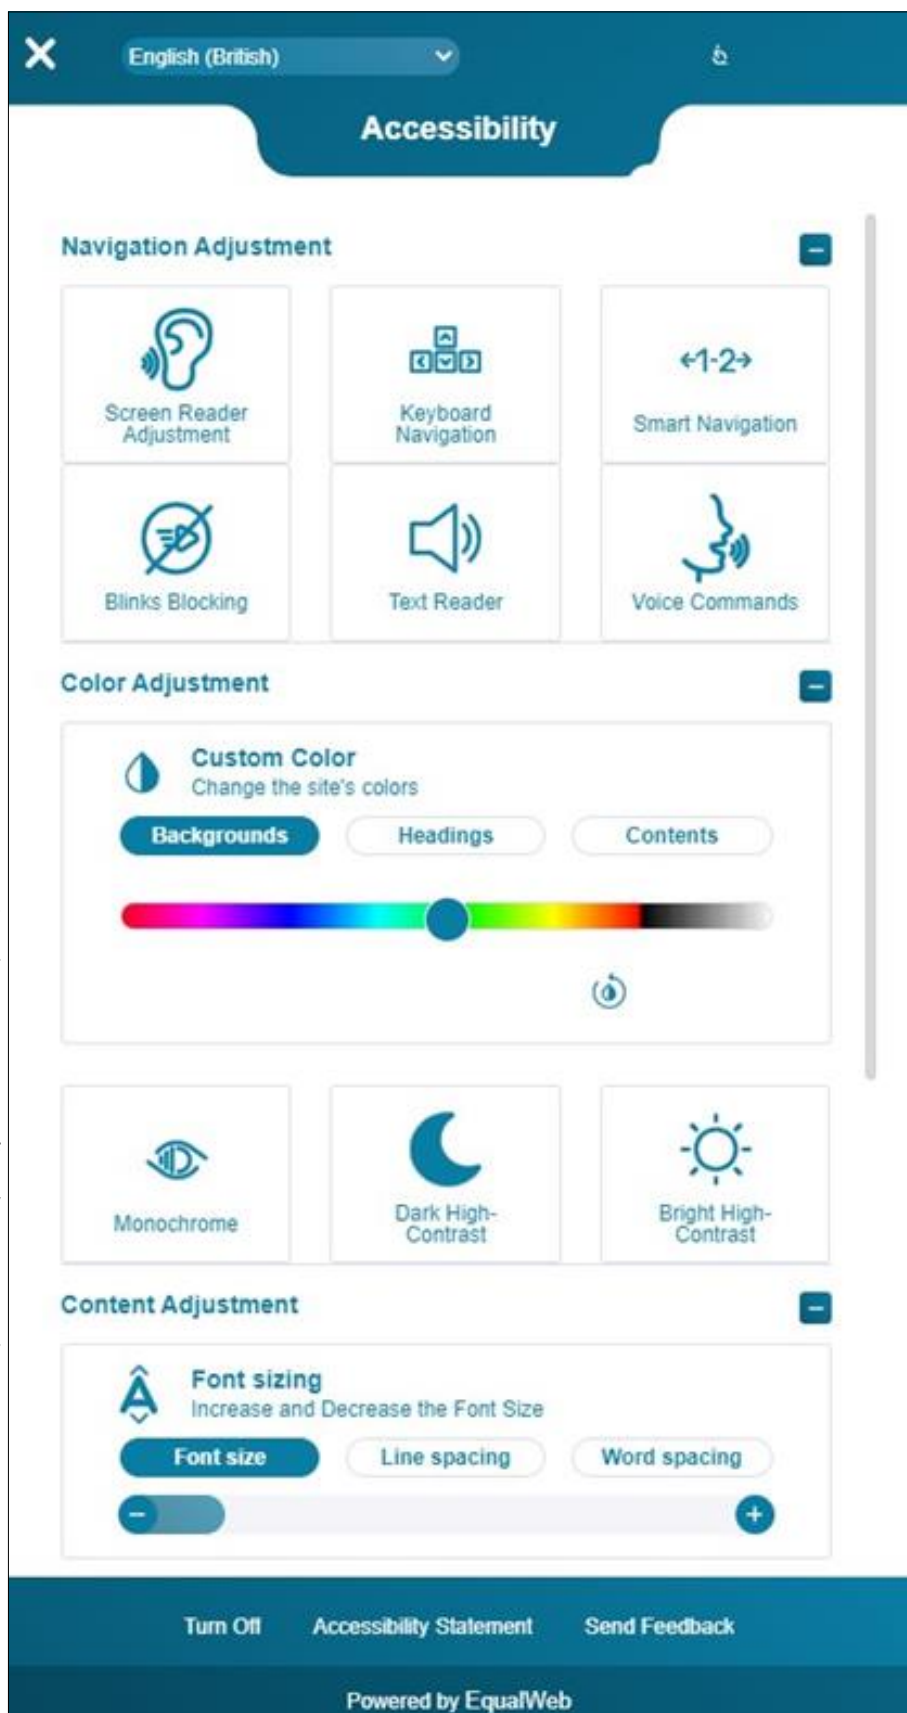 English (British)
Accessibility
Navigation Adjustment
Screen Reader
Adjustment
Keyboard
Navigation
←1-2→
Smart Navigation
Blinks Blocking
Text Reader
Voice Commands
Color Adjustment
Custom Color
Change the site's colors
Backgrounds
Headings
Contents
Monochrome
Dark High-
Contrast
Bright High-
Contrast
Content Adjustment
A
Font sizing
Increase and Decrease the Font Size
Font size
Line spacing
Word spacing
Turn Off
Accessibility Statement
Send Feedback
Powered by EqualWeb